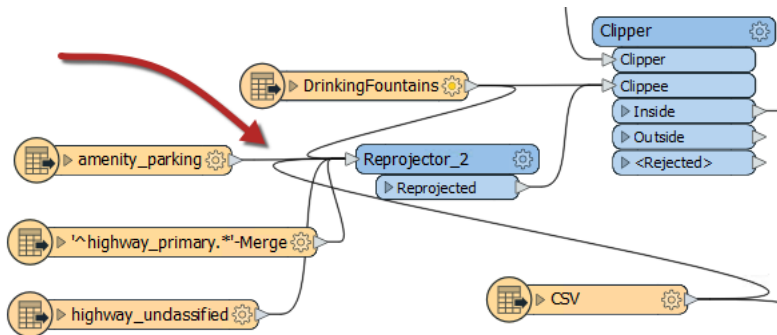 Clipper
Clipper
DrinkingFountains
Clippee
Inside
Outside
<Rejected>
amenity_parking
Reprojector_2
Reprojected
'^highway_primary.*'-Merge
highway_unclassified
CSV